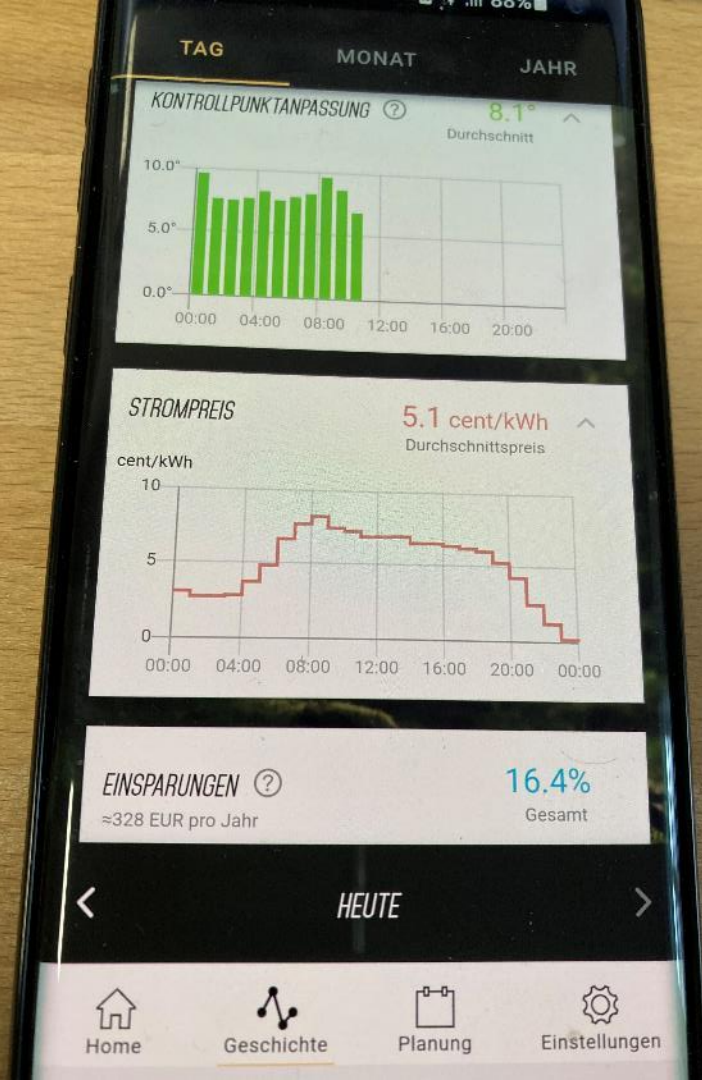 88%
TAG MONAT JAHR
KONTROLLPUNKTANPASSUNG ? 8.1°
Durchschnitt
10.0°
5.0°
0.0°
00:00 04:00 08:00 12:00 16:00 20:00
STROMPREIS 5.1 cent/kWh
Durchschnittspreis
cent/kWh
10
5
0
00:00 04:00 08:00 12:00 16:00 20:00 00:00
EINSPARUNGEN ? 16.4%
≈328 EUR pro Jahr Gesamt
HEUTE
Home Geschichte Planung Einstellungen